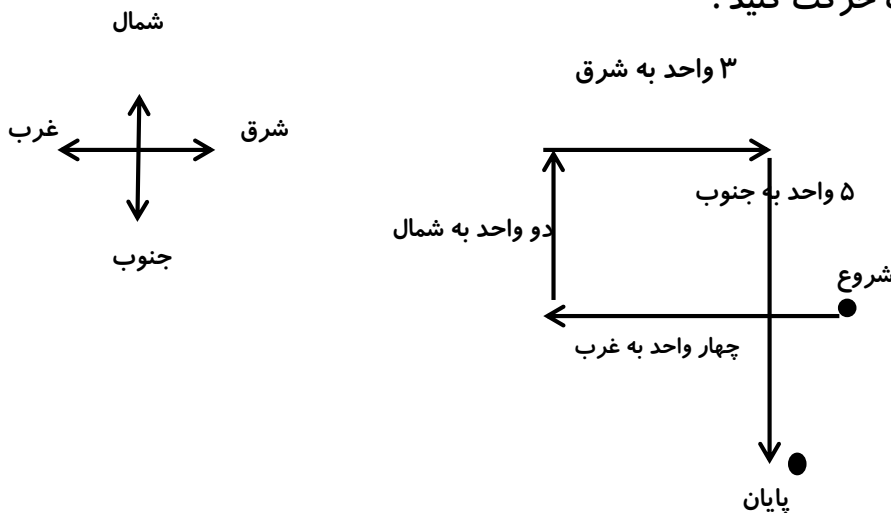 حرکت کنید .
شمال
۳ واحد به شرق
غرب
شرق
۵ واحد به جنوب
دو واحد به شمال
جنوب
شروع
چهار واحد به غرب
پایان